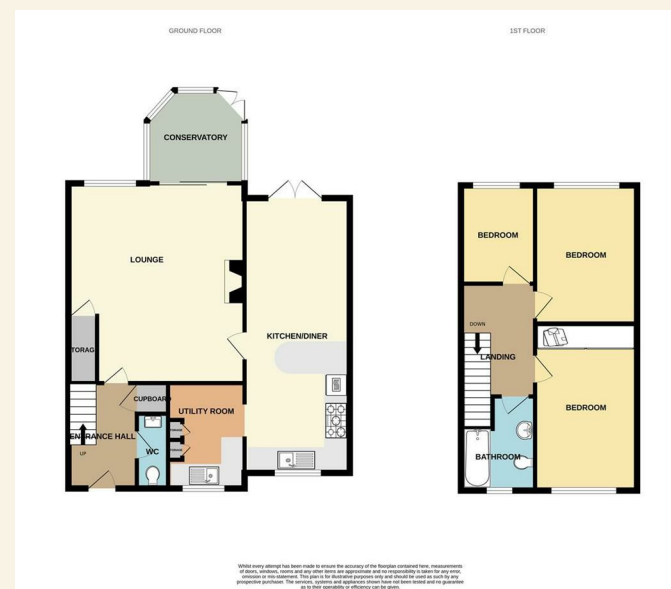 GROUND FLOOR
1ST FLOOR
CONSERVATORY
LOUNGE
KITCHEN/DINER
TORAG
CUPBOARD
UTILITY ROOM
ENTRANCE HALL
WC
UP
BEDROOM
BEDROOM
DOWN
LANDING
BEDROOM
BATHROOM
Whilst every attempt has been made to ensure the accuracy of the floorplan contained here, measurements
of doors, windows, rooms and any other items are approximate and no responsibility is taken for any error,
omission or mis-statement. This plan is for illustrative purposes only and should be used as such by any
prospective purchaser. The services, systems and appliances shown have not been tested and no guarantee
as to their operability or efficiency can be given.